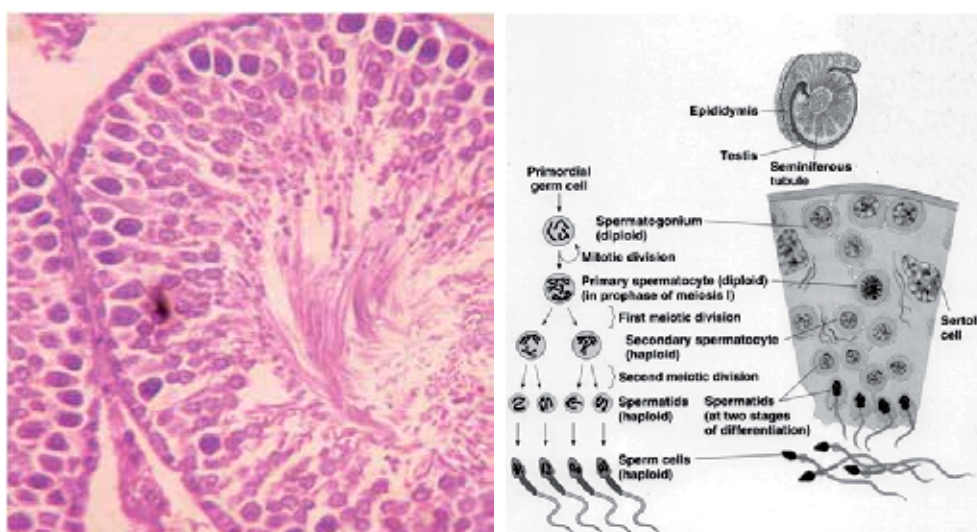 Epididymis
Testis
Seminiferous
tubule
Primordial
germ cell
Spermatogonium
(diploid)
Mitotic division
Primary spermatocyte (diploid)
(in prophase of meiosis I)
First meiotic division
Secondary spermatocyte
(haploid)
Sertoli
cell
Second meiotic division
Spermatids
(haploid)
Spermatids
(at two stages
of differentiation)
Sperm cells
(haploid)